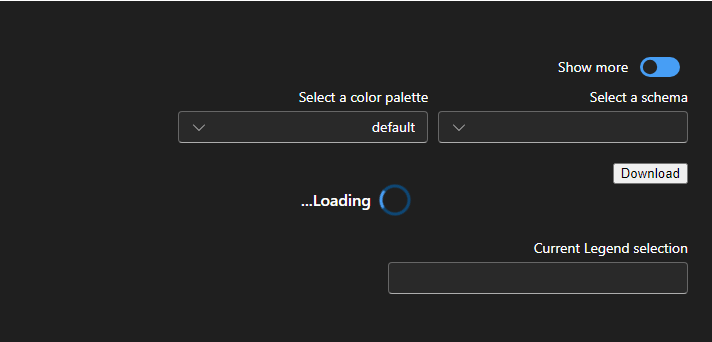 Show more
Select a color palette
Select a schema
default
Download
...Loading
Current Legend selection